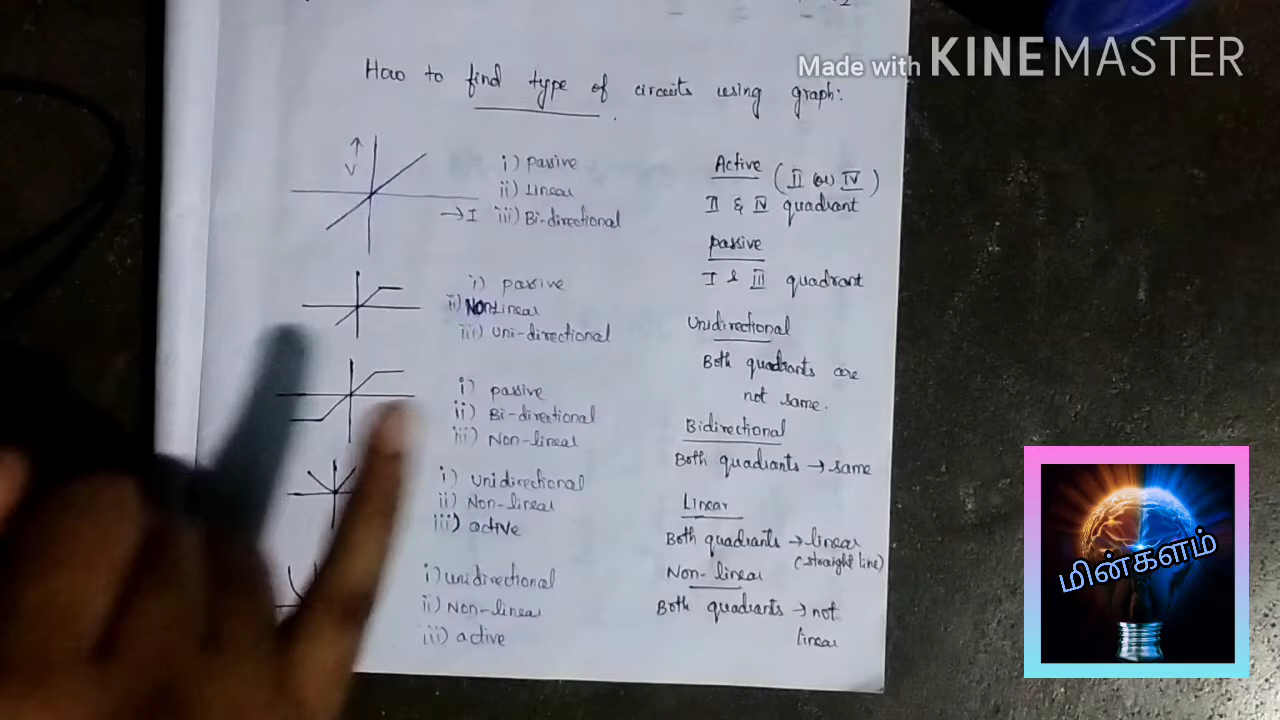 Made with KINEMASTER
How to find type of circuits using graph:
V
→ I
i) passive
ii) Linear
iii) Bi-directional
i) passive
ii) NonLinear
iii) Uni-directional
i) passive
ii) Bi-directional
iii) Non-linear
i) Unidirectional
ii) Non-linear
iii) active
i) unidirectional
ii) Non-linear
iii) active
Active (II (or) IV)
II & IV quadrant
passive
I & III quadrant
Unidirectional
Both quadrants are
not same.
Bidirectional
Both quadrants → same
Linear
Both quadrants → linear
(straight line)
Non-linear
Both quadrants → not
linear
மின்களம்